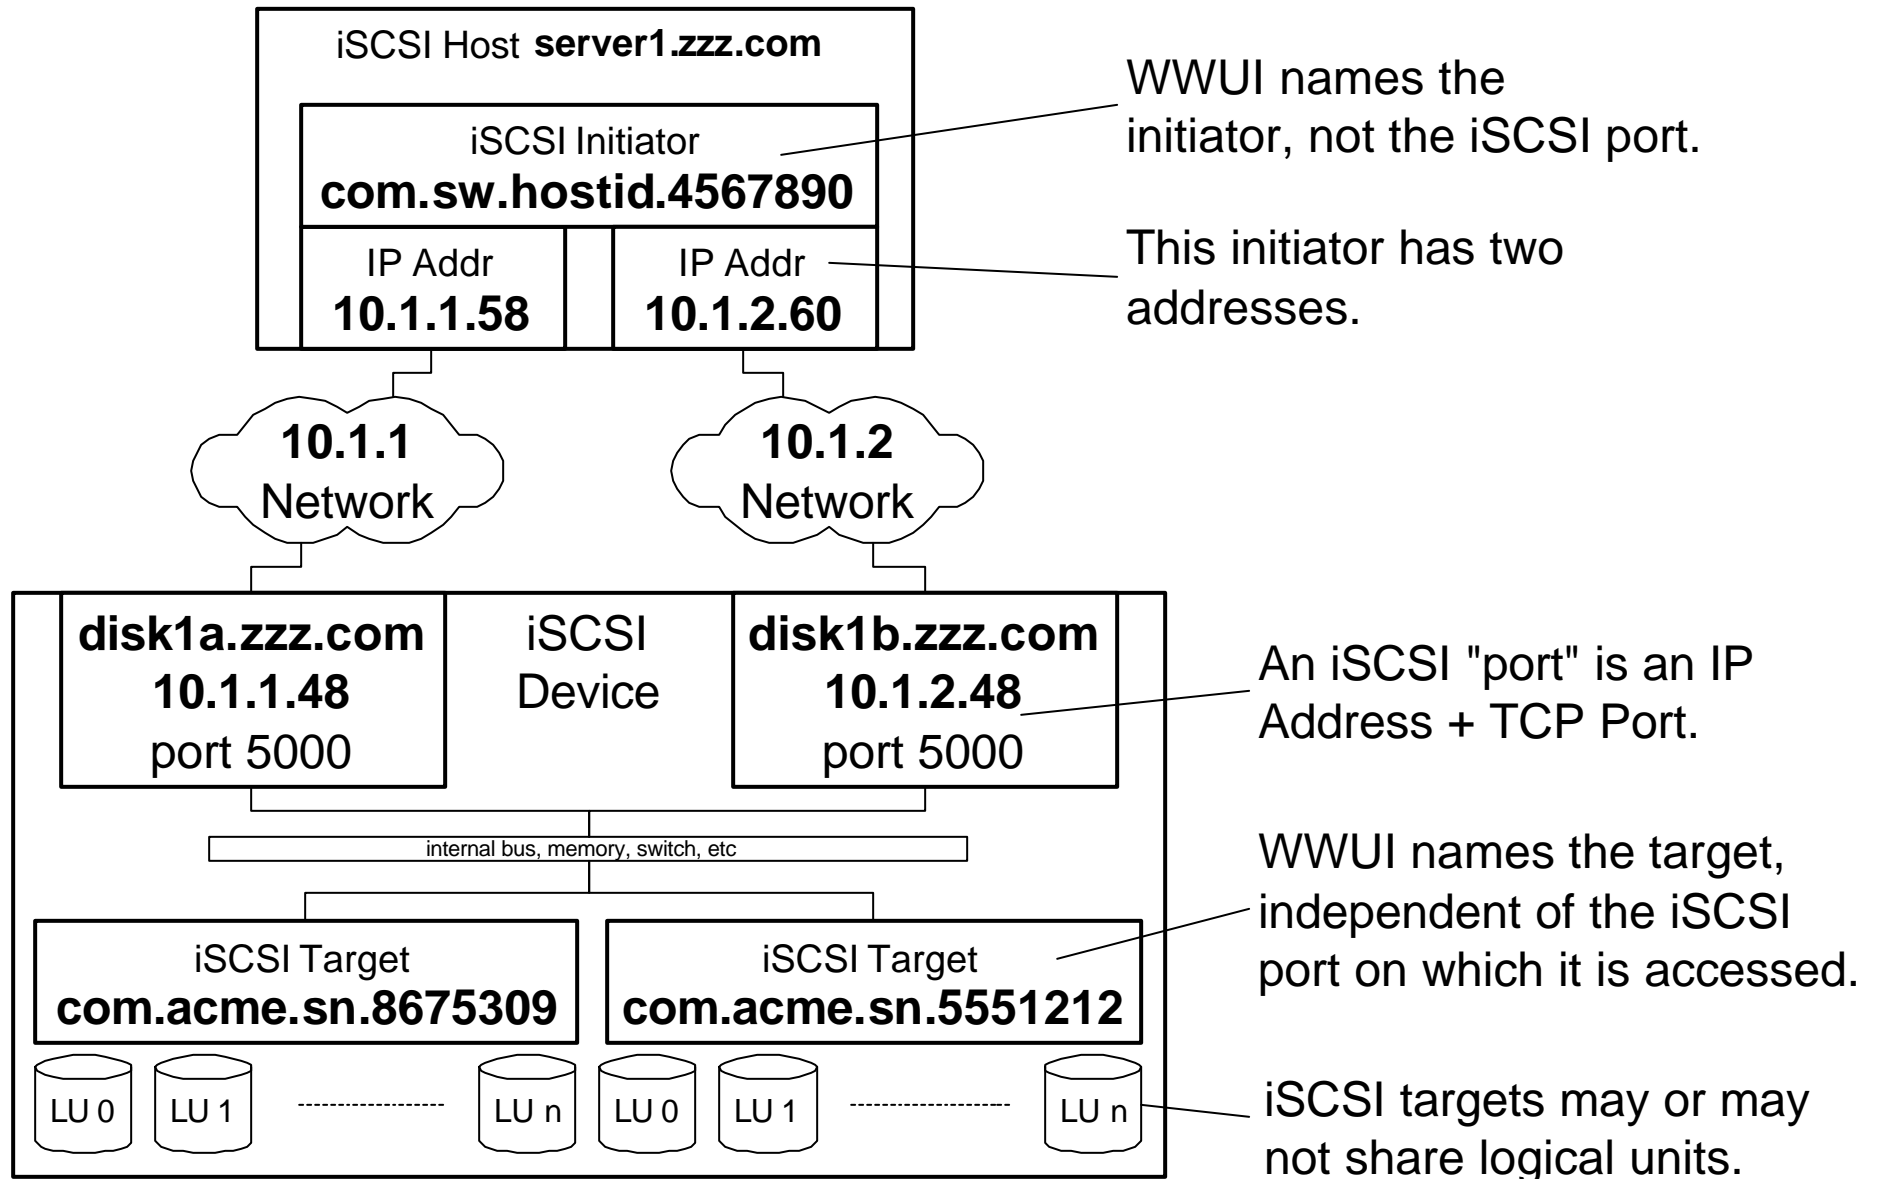 iSCSI Host server1.zzz.com
iSCSI Initiator
com.sw.hostid.4567890
IP Addr
10.1.1.58
IP Addr
10.1.2.60
WWUI names the
initiator, not the iSCSI port.
This initiator has two
addresses.
10.1.1
Network
10.1.2
Network
disk1a.zzz.com
10.1.1.48
port 5000
iSCSI
Device
disk1b.zzz.com
10.1.2.48
port 5000
An iSCSI "port" is an IP
Address + TCP Port.
internal bus, memory, switch, etc
WWUI names the target,
independent of the iSCSI
port on which it is accessed.
iSCSI Target
com.acme.sn.8675309
iSCSI Target
com.acme.sn.5551212
LU 0
LU 1
LU n
LU 0
LU 1
LU n
iSCSI targets may or may
not share logical units.